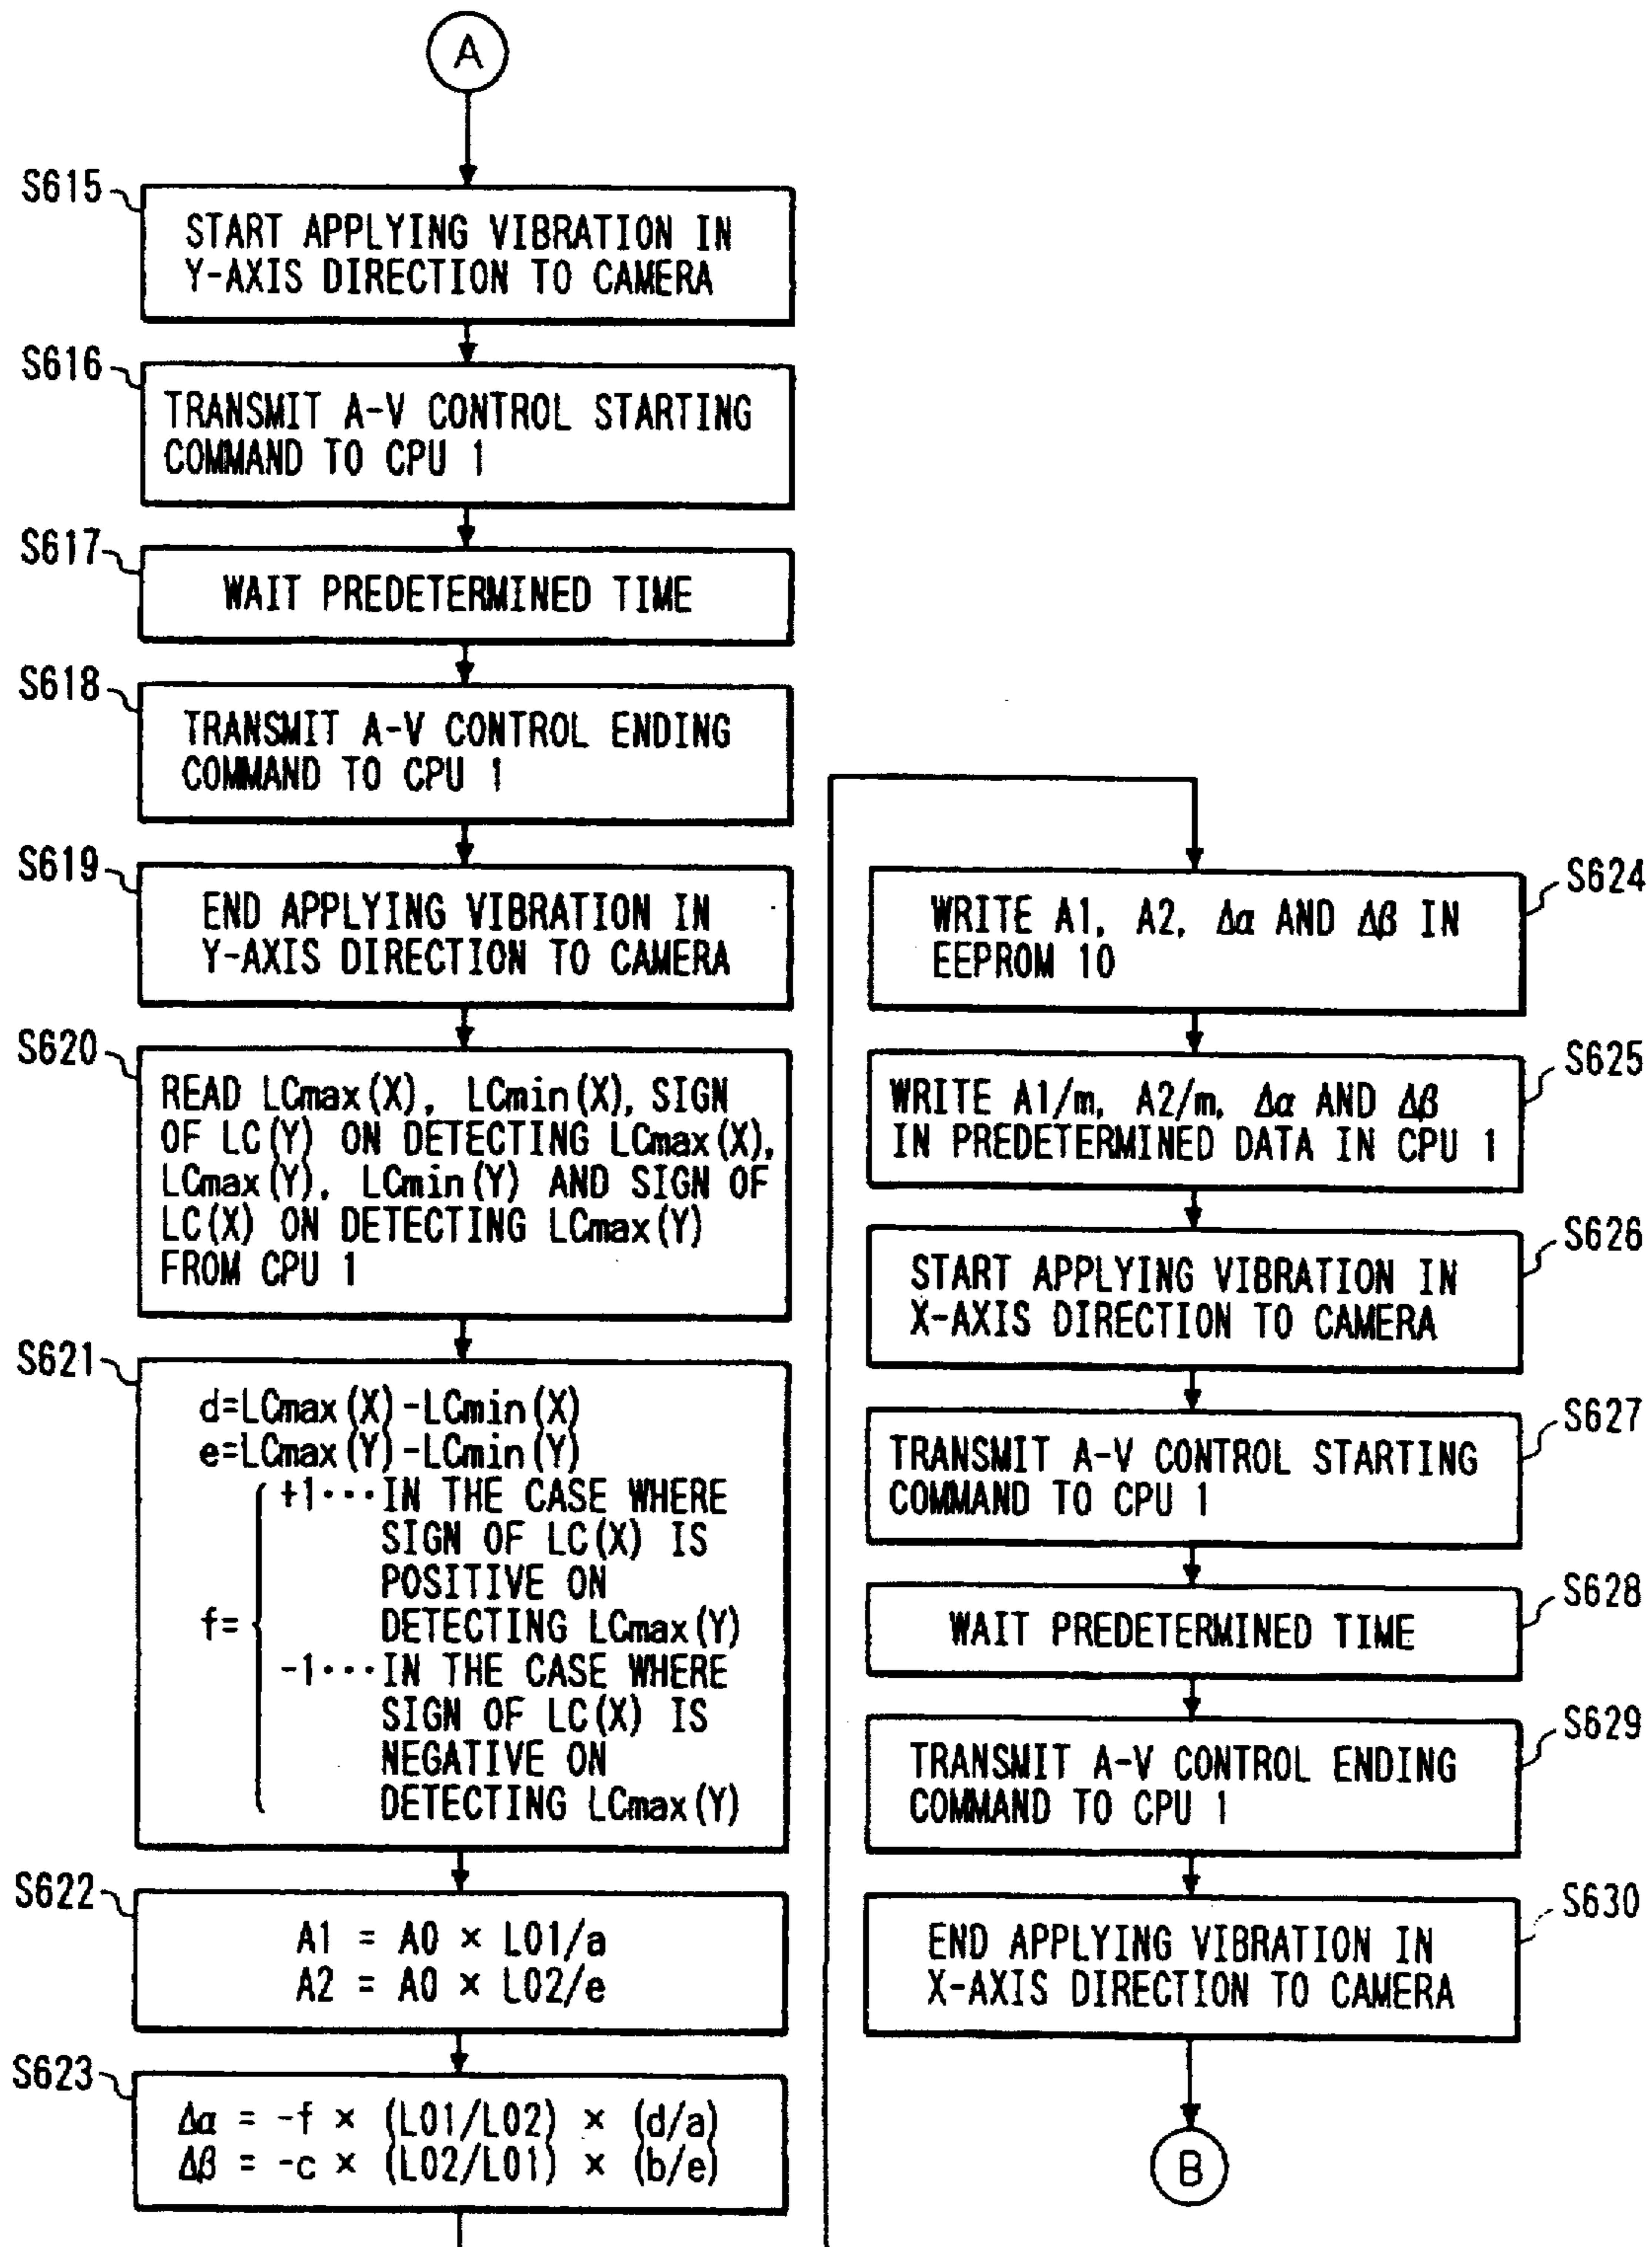 A
S615
START APPLYING VIBRATION IN
Y-AXIS DIRECTION TO CAMERA
S616
TRANSMIT A-V CONTROL STARTING
COMMAND TO CPU 1
S617
WAIT PREDETERMINED TIME
S618
TRANSMIT A-V CONTROL ENDING
COMMAND TO CPU 1
S619
END APPLYING VIBRATION IN
Y-AXIS DIRECTION TO CAMERA
S620
READ LCmax(X), LCmin(X), SIGN
OF LC(Y) ON DETECTING LCmax(X),
LCmax(Y), LCmin(Y) AND SIGN OF
LC(X) ON DETECTING LCmax(Y)
FROM CPU 1
S621
d=LCmax(X)-LCmin(X)
e=LCmax(Y)-LCmin(Y)
f=
+1···IN THE CASE WHERE
SIGN OF LC(X) IS
POSITIVE ON
DETECTING LCmax(Y)
-1···IN THE CASE WHERE
SIGN OF LC(X) IS
NEGATIVE ON
DETECTING LCmax(Y)
S622
A1 = A0 × L01/a
A2 = A0 × L02/e
S623
Δα = -f × (L01/L02) × (d/a)
Δβ = -c × (L02/L01) × (b/e)
S624
WRITE A1, A2, Δα AND Δβ IN
EEPROM 10
S625
WRITE A1/m, A2/m, Δα AND Δβ
IN PREDETERMINED DATA IN CPU 1
S626
START APPLYING VIBRATION IN
X-AXIS DIRECTION TO CAMERA
S627
TRANSMIT A-V CONTROL STARTING
COMMAND TO CPU 1
S628
WAIT PREDETERMINED TIME
S629
TRANSMIT A-V CONTROL ENDING
COMMAND TO CPU 1
S630
END APPLYING VIBRATION IN
X-AXIS DIRECTION TO CAMERA
B